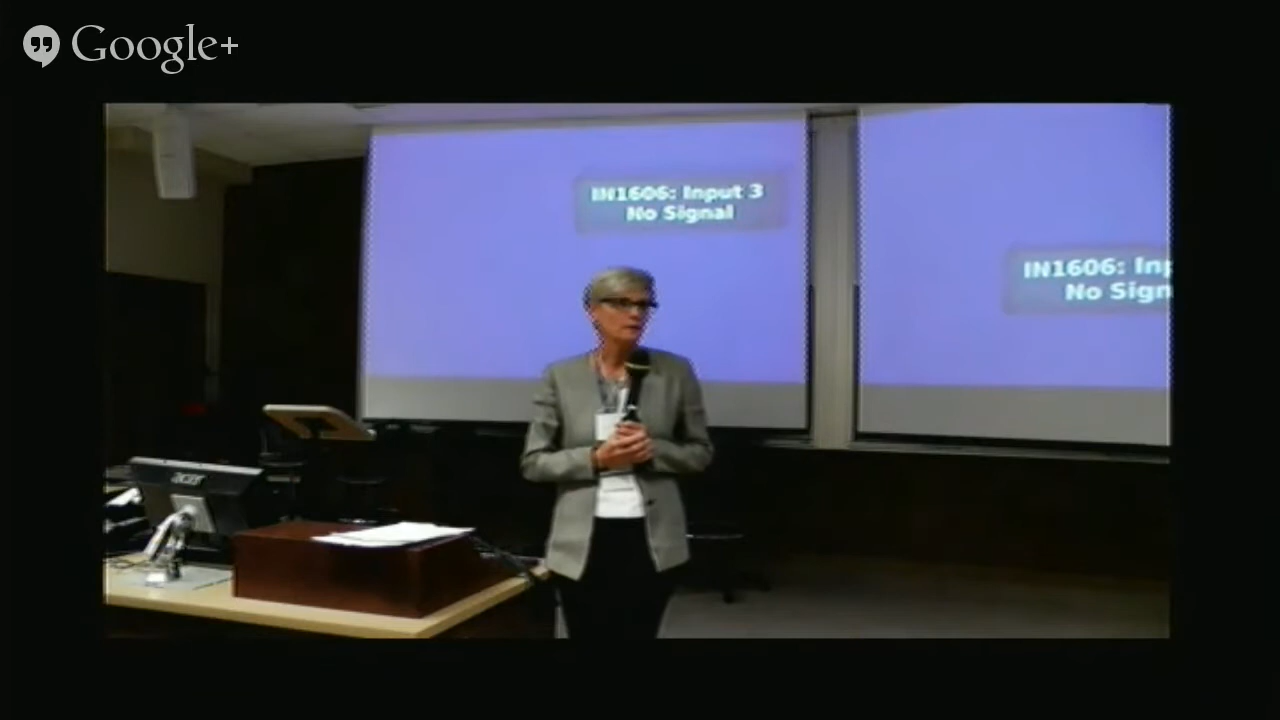 Google+
IN1606: Input 3
No Signal
IN1606: Inp
No Sign
acer